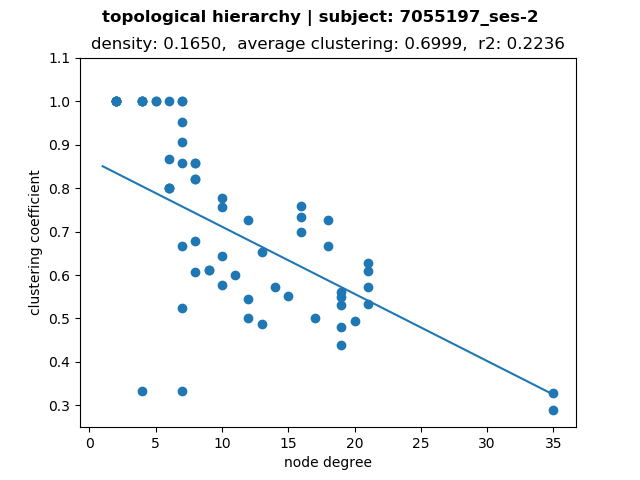 topological hierarchy | subject: 7055197_ses-2
density: 0.1650,  average clustering: 0.6999,  r2: 0.2236
1.1
1.0
0.9
0.8
0.7
0.6
0.5
0.4
0.3
clustering coefficient
0 5 10 15 20 25 30 35
node degree